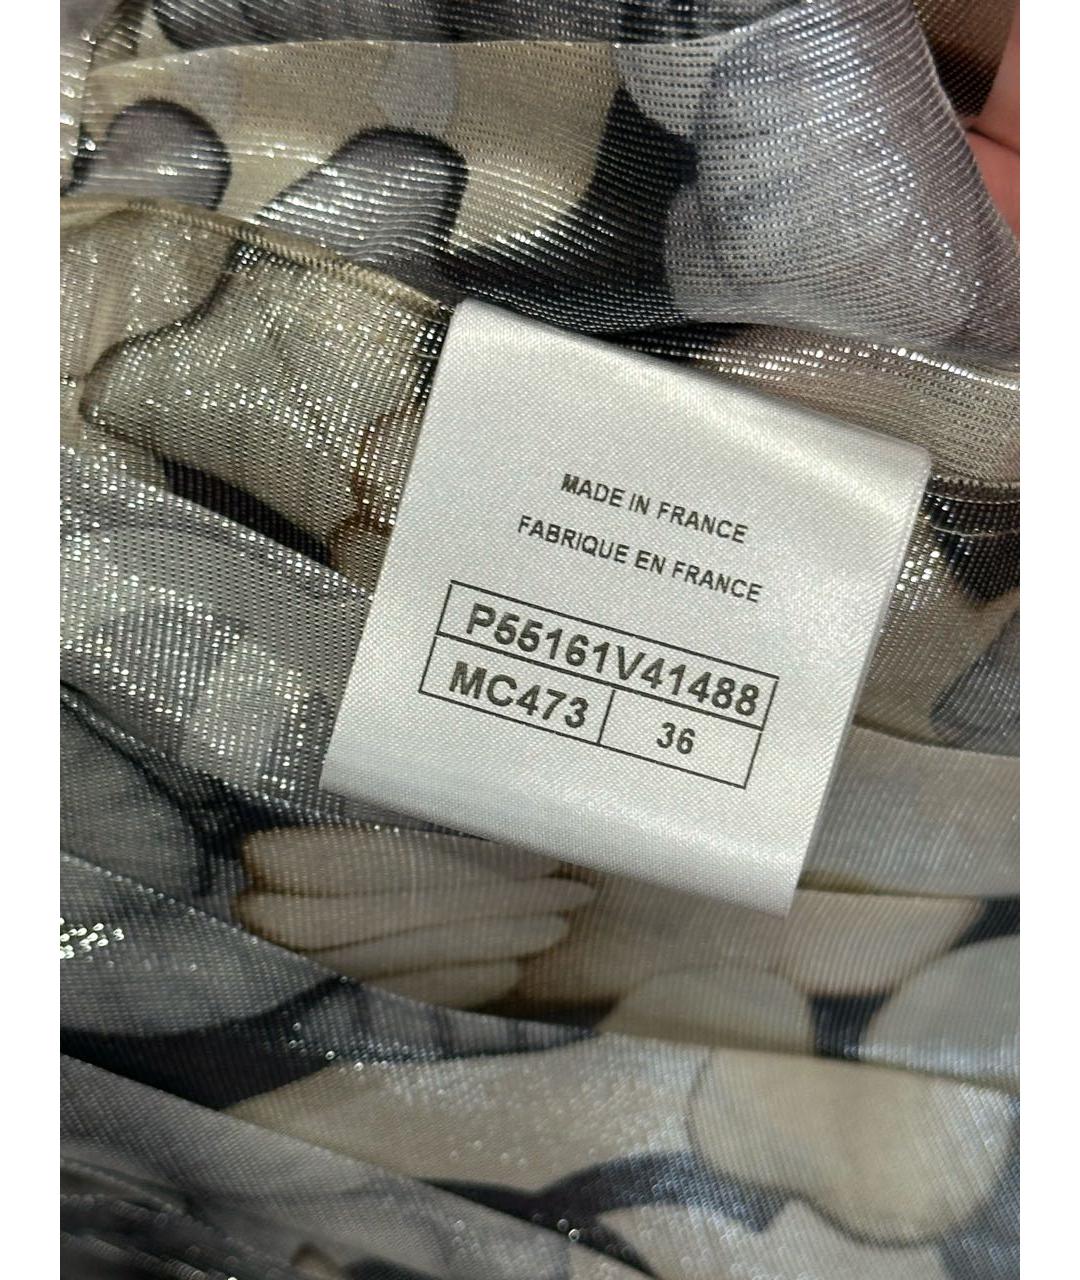 MADE IN FRANCE
FABRIQUE EN FRANCE
P55161V41488
MC473 36